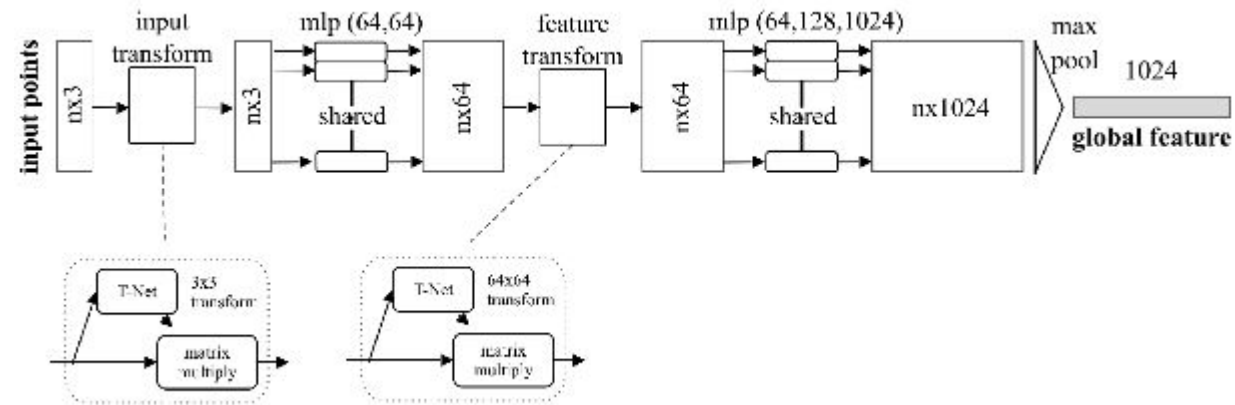 input points
nx3
input
transform
nx3
mlp (64,64)
shared
nx64
feature
transform
nx64
mlp (64,128,1024)
shared
nx1024
max
pool
1024
global feature
T-Net
3x3
transform
matrix
multiply
T-Net
64x64
transform
matrix
multiply